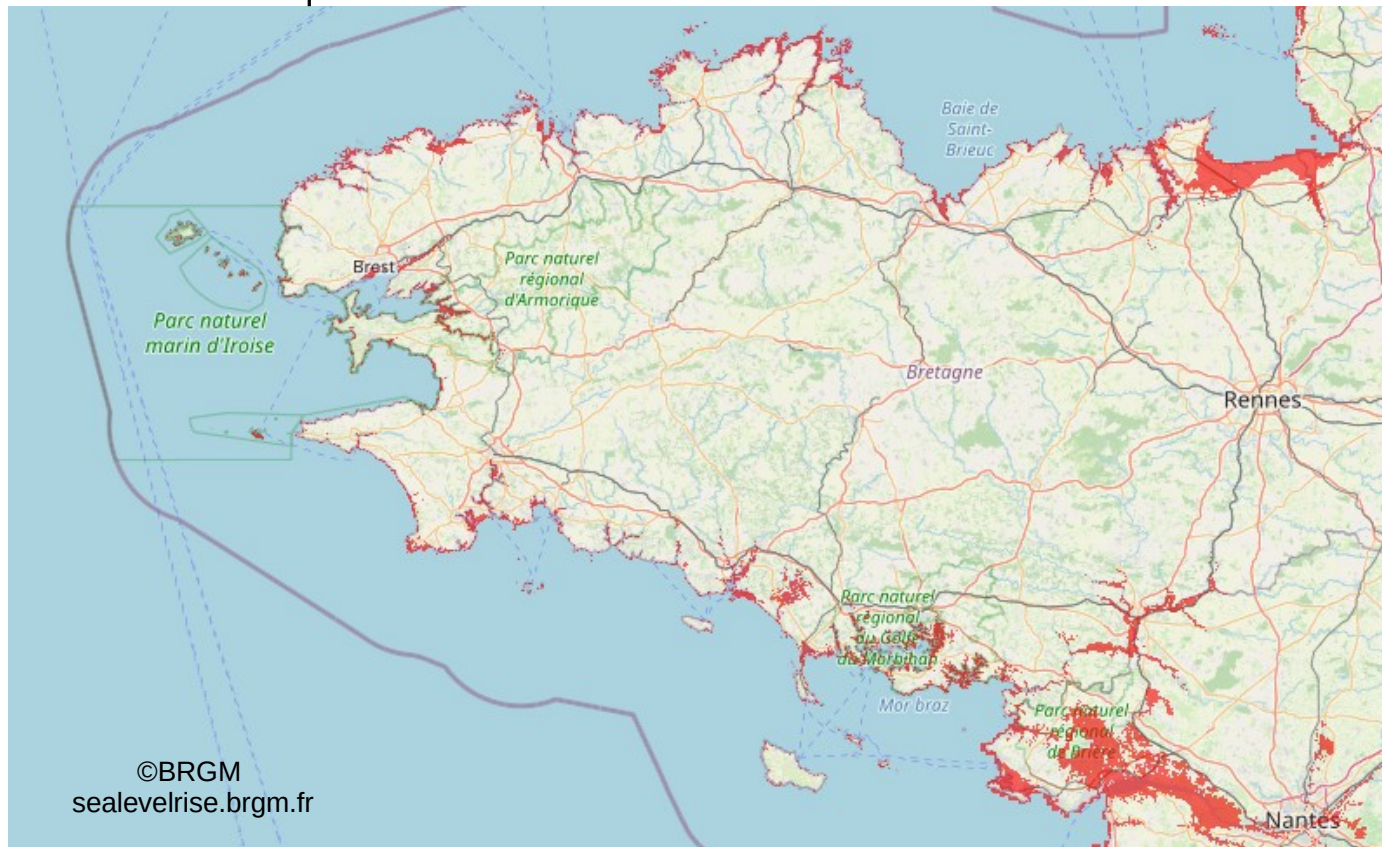 Baie de
Saint-
Brieuc
Brest
Parc naturel
régional
d'Armorique
Parc naturel
marin d'Iroise
Bretagne
Rennes
Parc naturel
régional
du Golfe
du Morbihan
Mor braz
Parc naturel
régional
de Brière
©BRGM
sealevelrise.brgm.fr
Nantes